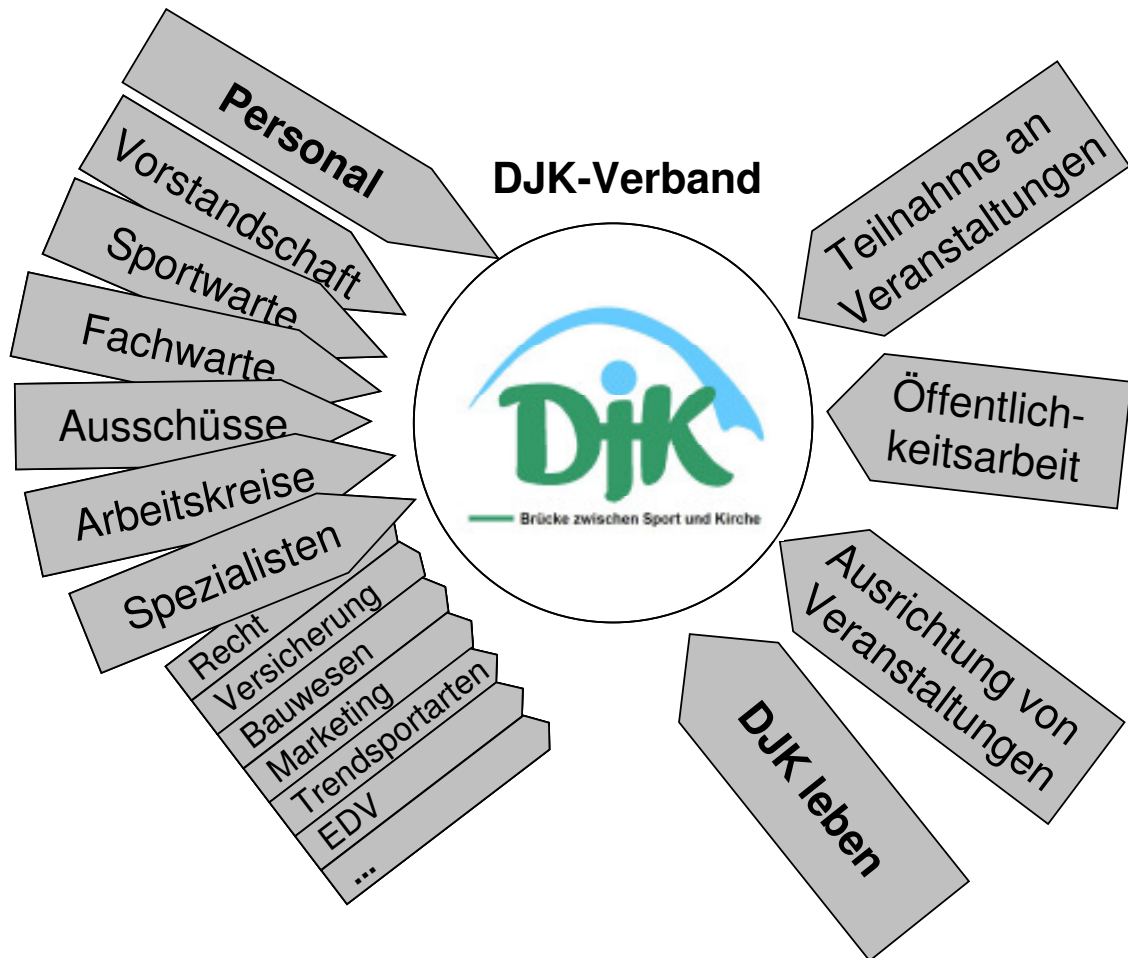 DJK-Verband
Personal
Vorstandschaft
Sportwarte
Fachwarte
Ausschüsse
Arbeitskreise
Spezialisten
Recht
Versicherung
Bauwesen
Marketing
Trendsportarten
EDV
...
DJK
Brücke zwischen Sport und Kirche
Teilnahme an
Veranstaltungen
Öffentlich-
keitsarbeit
Ausrichtung von
Veranstaltungen
DJK leben